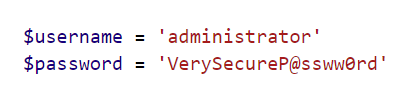 $username = 'administrator'
$password = 'VerySecureP@ssww0rd'